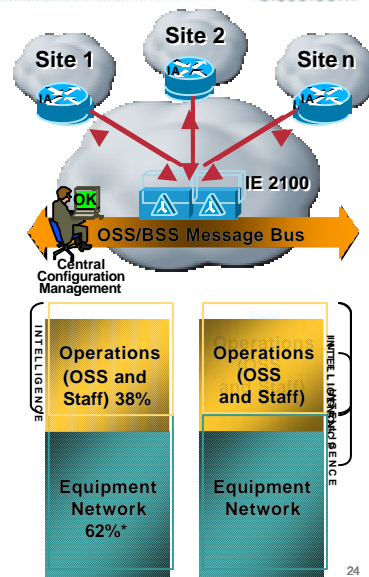 Site 2
Site 1
Site n
IA
IA
IA
IE 2100
OK
OSS/BSS Message Bus
Central
Configuration
Management
INTELLIGENCE
Operations
(OSS and
Staff) 38%
Operations
(OSS
and Staff)
INTELLIGENCE
Equipment
Network
62%*
Equipment
Network
24